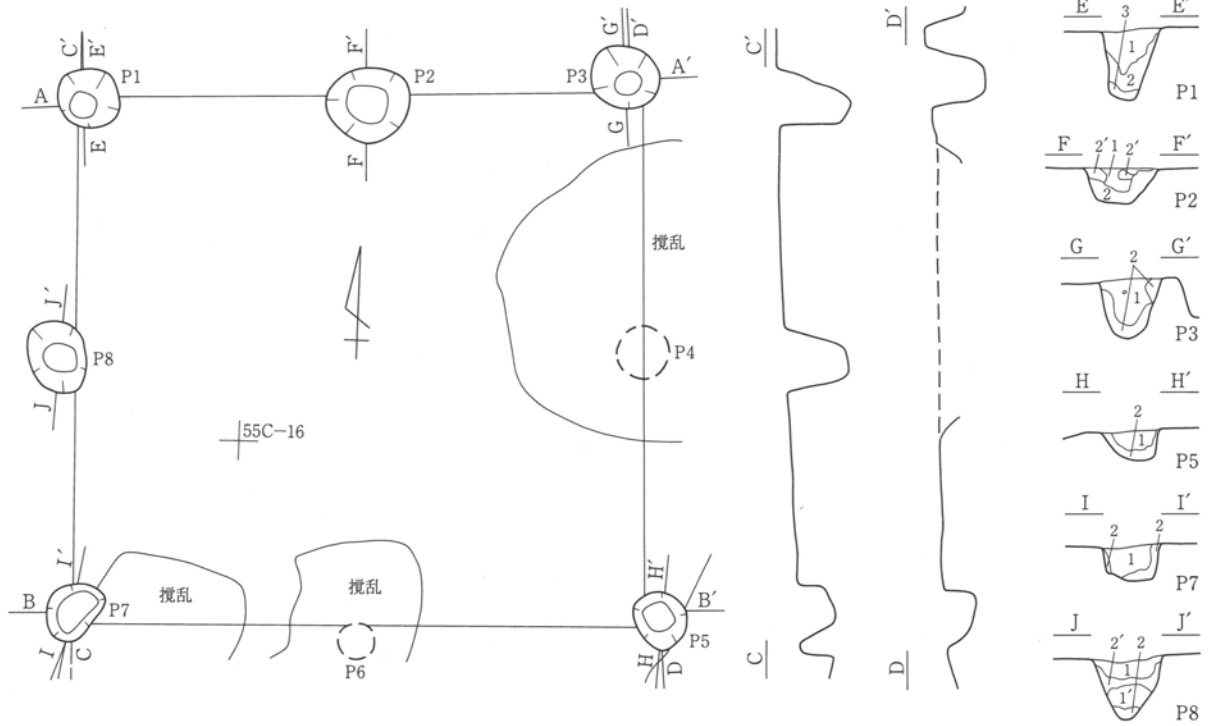 C′ E′
F′
G′ D′
A
P1
P2
P3
A′
E
F
G
攪乱
J′
P8
P4
J
55C-16
I′
B
P7
攪乱
攪乱
H′
B′
P5
P6
I C
H D
C′
D′
C
D
E 3 E′
1
2
P1
F 2′ 1 2′ F′
2
P2
G 2 G′
1
P3
H H′
2
1
P5
I I′
2 2
1
P7
J J′
2′ 2
1
1′
P8